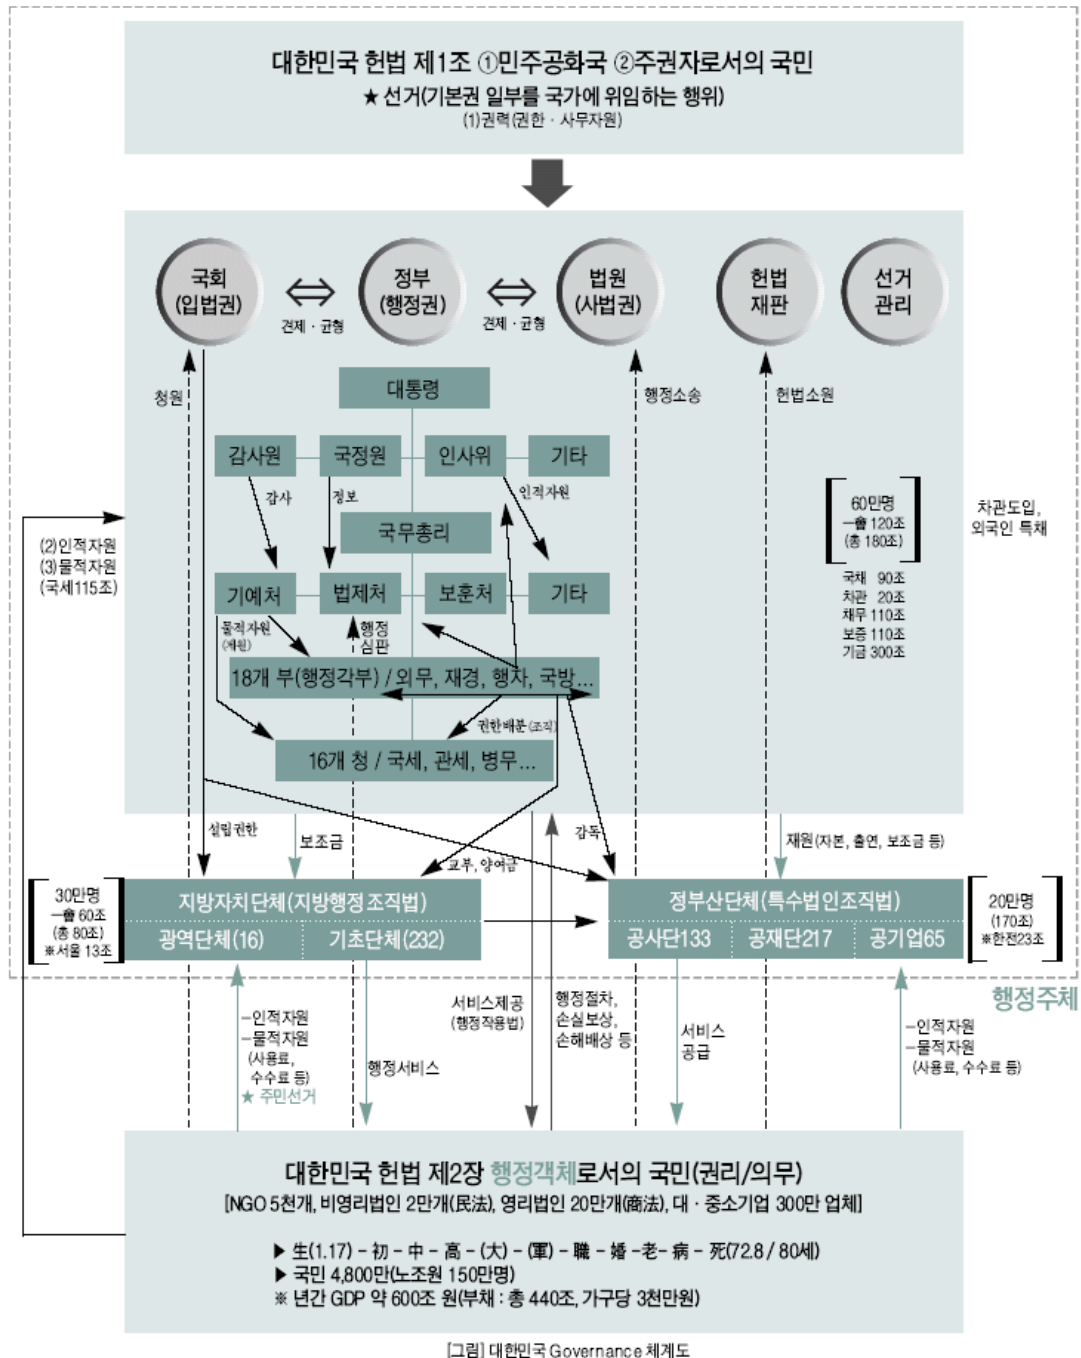 대한민국 헌법 제1조 ①민주공화국 ②주권자로서의 국민
★ 선거(기본권 일부를 국가에 위임하는 행위)
(1)권력(권한 · 사무자원)
국회
(입법권)
견제 · 균형
정부
(행정권)
견제 · 균형
법원
(사법권)
헌법
재판
선거
관리
청원
행정소송
헌법소원
대통령
감사원
국정원
인사위
기타
감사
정보
인적자원
국무총리
기예처
법제처
보훈처
기타
물적자원
(재원)
행정
심판
18개 부(행정각부) / 외무, 재경, 행자, 국방...
권한배분(조직)
16개 청 / 국세, 관세, 병무...
(2)인적자원
(3)물적자원
(국세115조)
60만명
一會 120조
(총 180조)
국채 90조
차관 20조
채무 110조
보증 110조
기금 300조
차관도입,
외국인 특채
설립권한
보조금
교부, 양여금
감독
재원(자본, 출연, 보조금 등)
30만명
一會 60조
(총 80조)
※서울 13조
지방자치단체(지방행정조직법)
광역단체(16)
기초단체(232)
정부산단체(특수법인조직법)
공사단133
공재단217
공기업65
20만명
(170조)
※한전23조
행정주체
-인적자원
-물적자원
(사용료,
수수료 등)
★ 주민선거
행정서비스
서비스제공
(행정작용법)
행정절차,
손실보상,
손해배상 등
서비스
공급
-인적자원
-물적자원
(사용료, 수수료 등)
대한민국 헌법 제2장 행정객체로서의 국민(권리/의무)
[NGO 5천개, 비영리법인 2만개(民法), 영리법인 20만개(商法), 대 · 중소기업 300만 업체]
▶ 生(1.17) - 初 - 中 - 高 - (大) - (軍) - 職 - 婚 - 老 - 病 - 死(72.8 / 80세)
▶ 국민 4,800만(노조원 150만명)
※ 년간 GDP 약 600조 원(부채 : 총 440조, 가구당 3천만원)
[그림] 대한민국 Governance 체계도